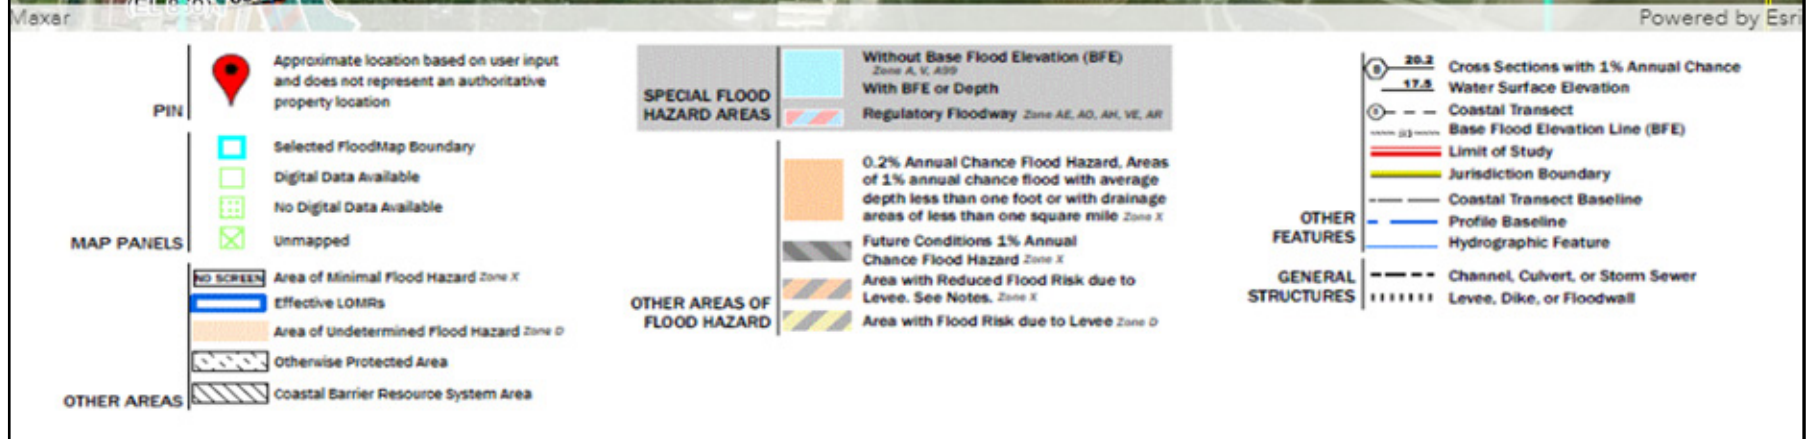 Maxar
Powered by Esri
PIN
Approximate location based on user input
and does not represent an authoritative
property location
MAP PANELS
Selected FloodMap Boundary
Digital Data Available
No Digital Data Available
Unmapped
OTHER AREAS
NO SCREEN Area of Minimal Flood Hazard Zone X
Effective LOMRs
Area of Undetermined Flood Hazard Zone D
Otherwise Protected Area
Coastal Barrier Resource System Area
SPECIAL FLOOD
HAZARD AREAS
Without Base Flood Elevation (BFE)
Zone A, V, A99
With BFE or Depth
Regulatory Floodway Zone AE, AO, AH, VE, AR
OTHER AREAS OF
FLOOD HAZARD
0.2% Annual Chance Flood Hazard, Areas
of 1% annual chance flood with average
depth less than one foot or with drainage
areas of less than one square mile Zone X
Future Conditions 1% Annual
Chance Flood Hazard Zone X
Area with Reduced Flood Risk due to
Levee. See Notes. Zone X
Area with Flood Risk due to Levee Zone D
OTHER
FEATURES
B 20.2 Cross Sections with 1% Annual Chance
17.5 Water Surface Elevation
Coastal Transect
Base Flood Elevation Line (BFE)
Limit of Study
Jurisdiction Boundary
Coastal Transect Baseline
Profile Baseline
Hydrographic Feature
GENERAL
STRUCTURES
Channel, Culvert, or Storm Sewer
Levee, Dike, or Floodwall